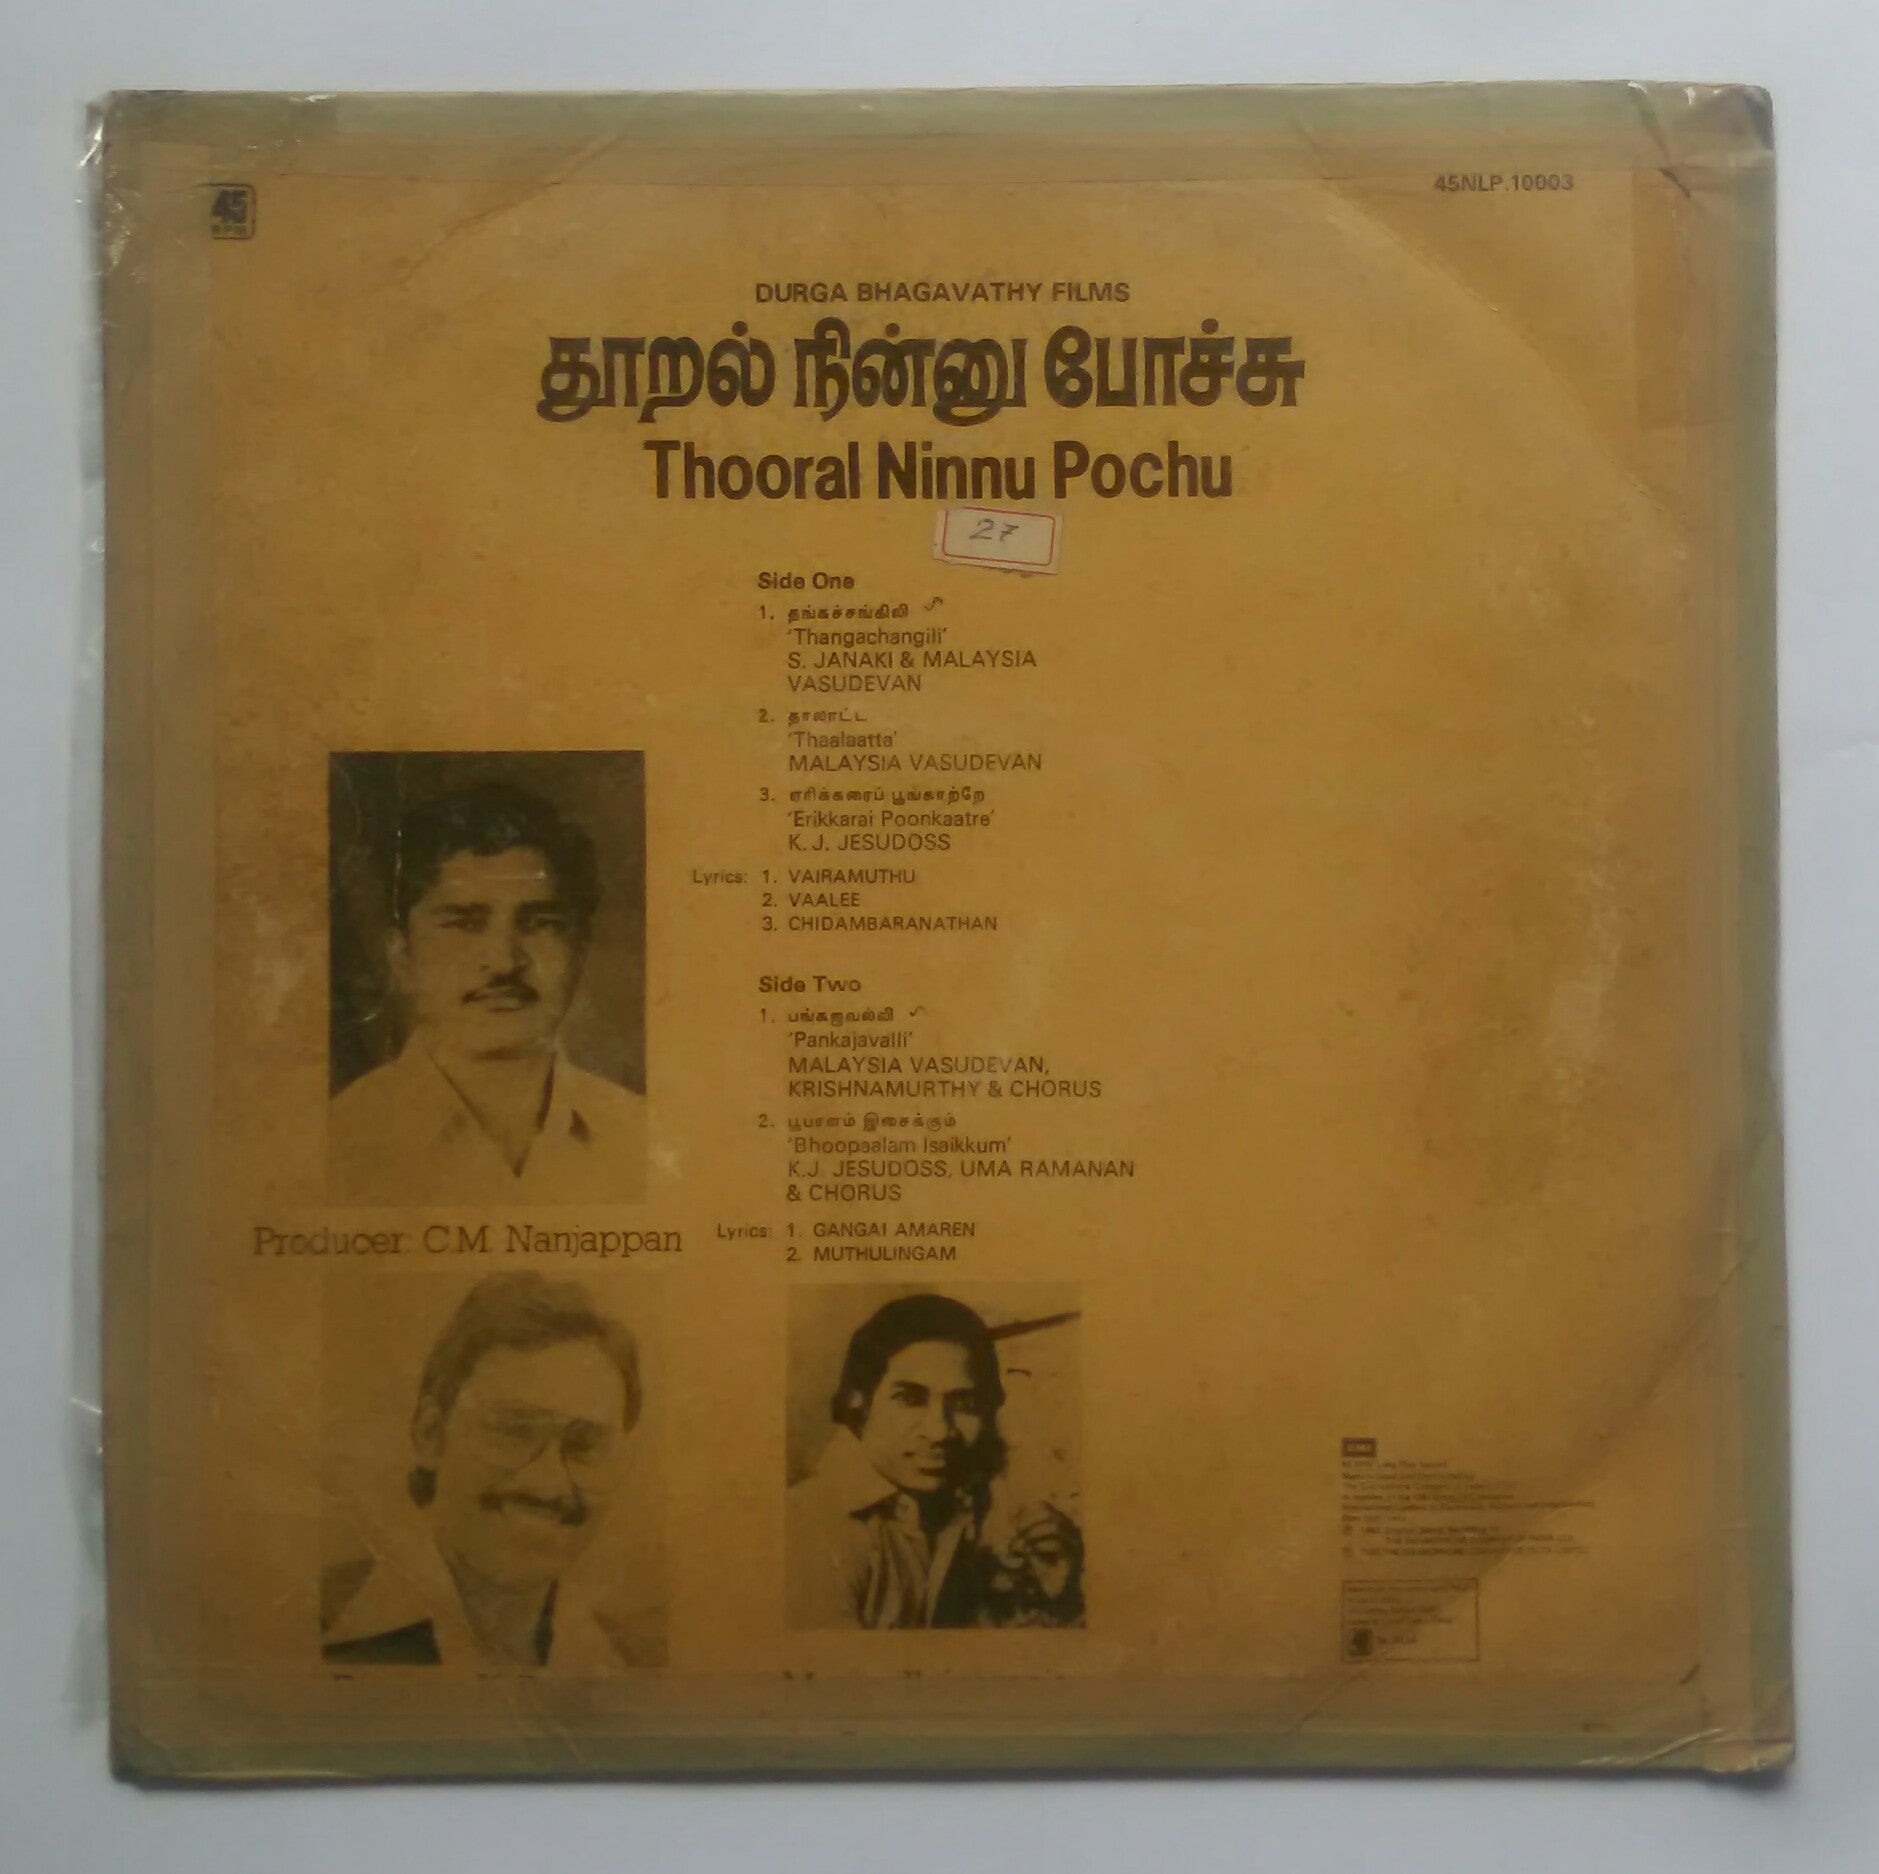 45
RPM
45NLP.10003
DURGA BHAGAVATHY FILMS
தூறல் நின்னு போச்சு
Thooral Ninnu Pochu
27
Side One
1. தங்கச்சங்கிலி
'Thangachangili'
S. JANAKI & MALAYSIA
VASUDEVAN
2. தாலாட்ட
'Thaalaatta'
MALAYSIA VASUDEVAN
3. ஏரிக்கரைப் பூங்காற்றே
'Erikkarai Poonkaatre'
K. J. JESUDOSS
Lyrics: 1. VAIRAMUTHU
2. VAALEE
3. CHIDAMBARANATHAN
Side Two
1. பங்கஜவல்லி
'Pankajavalli'
MALAYSIA VASUDEVAN,
KRISHNAMURTHY & CHORUS
2. பூபாளம் இசைக்கும்
'Bhoopaalam Isaikkum'
K.J. JESUDOSS, UMA RAMANAN
& CHORUS
Lyrics: 1. GANGAI AMAREN
2. MUTHULINGAM
Producer: C.M. Nanjappan
EMI